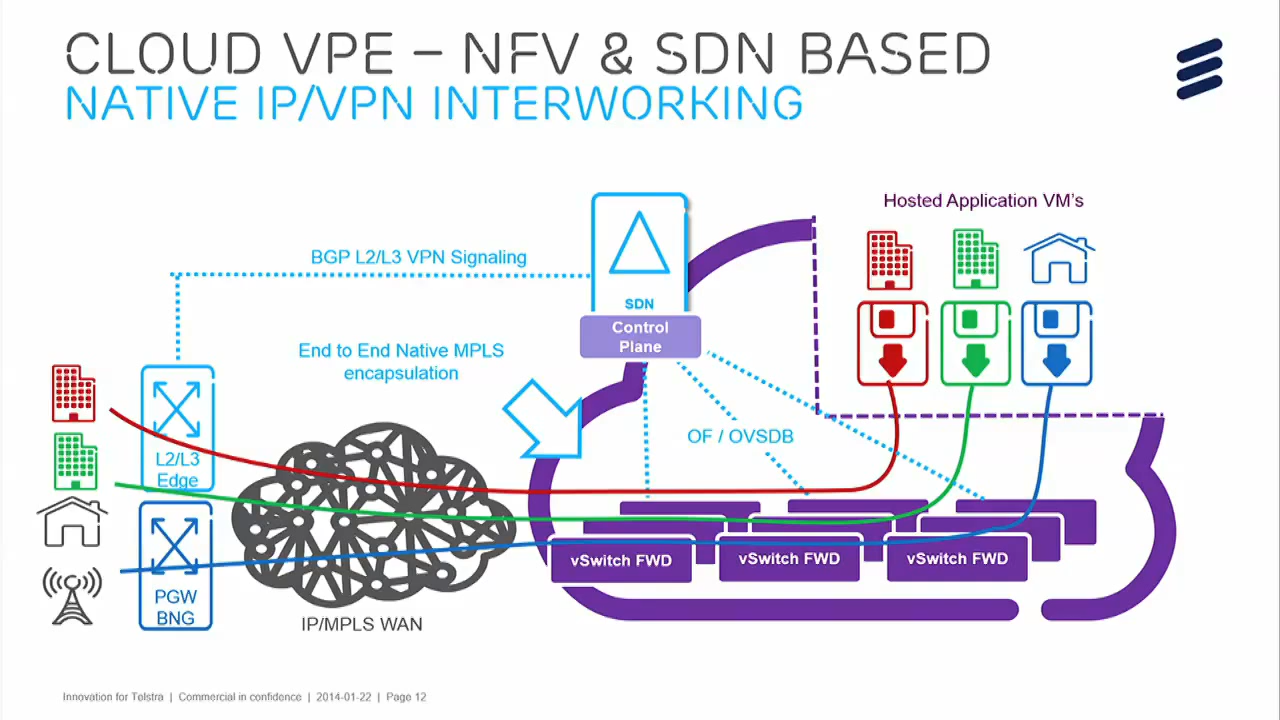 CLOUD VPE – NFV & SDN BASED
NATIVE IP/VPN INTERWORKING
Hosted Application VM's
BGP L2/L3 VPN Signaling
SDN
Control
Plane
End to End Native MPLS
encapsulation
OF / OVSDB
L2/L3
Edge
vSwitch FWD
vSwitch FWD
vSwitch FWD
PGW
BNG
IP/MPLS WAN
Innovation for Telstra | Commercial in confidence | 2014-01-22 | Page 12